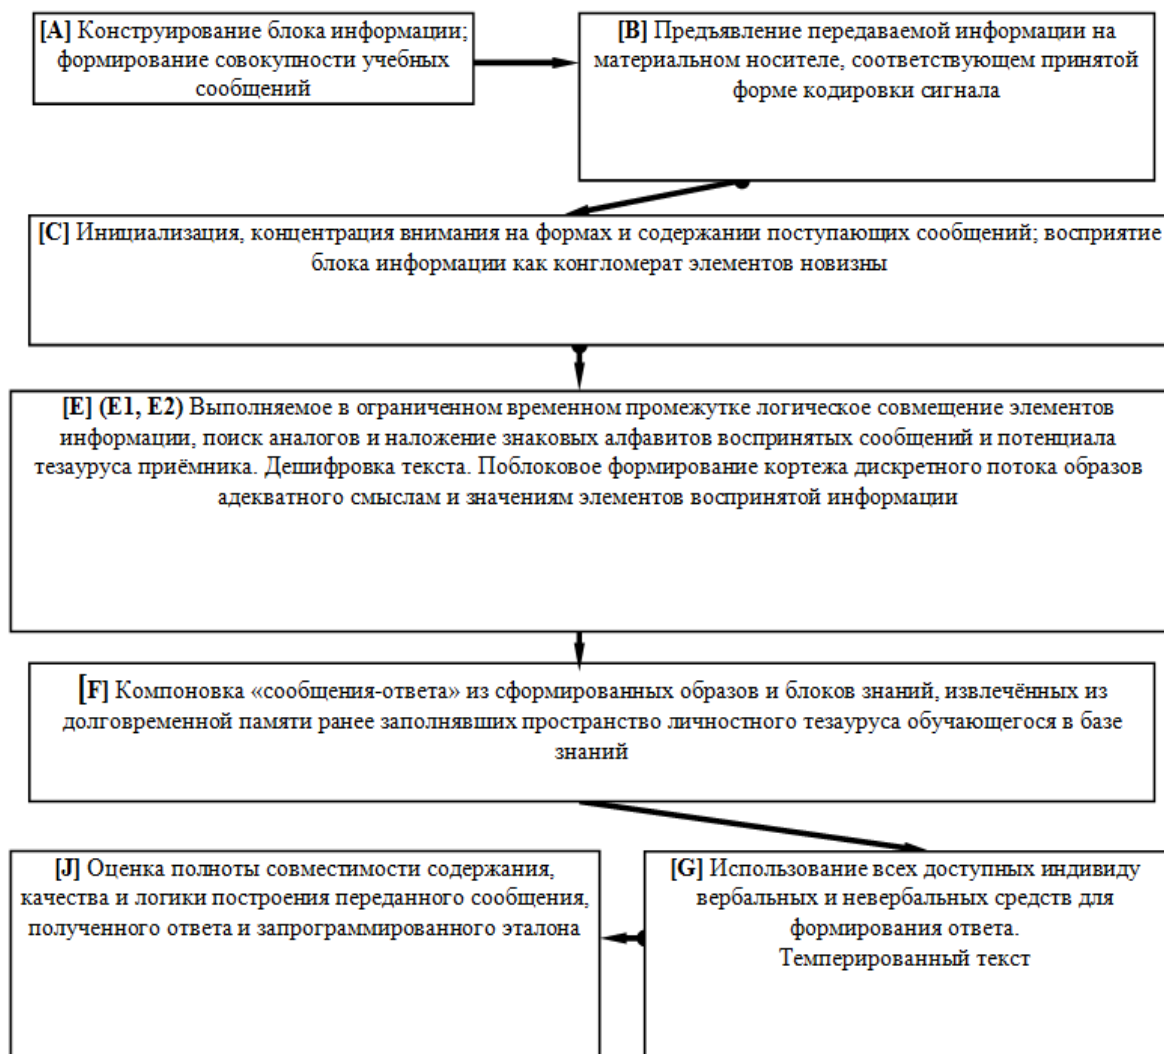 [A] Конструирование блока информации;
формирование совокупности учебных
сообщений
[B] Предъявление передаваемой информации на
материальном носителе, соответствующем принятой
форме кодировки сигнала
[C] Инициализация, концентрация внимания на формах и содержании поступающих сообщений; восприятие
блока информации как конгломерат элементов новизны
[E] (E1, E2) Выполняемое в ограниченном временном промежутке логическое совмещение элементов
информации, поиск аналогов и наложение знаковых алфавитов воспринятых сообщений и потенциала
тезауруса приёмника. Дешифровка текста. Поблоковое формирование кортежа дискретного потока образов
адекватного смыслам и значениям элементов воспринятой информации
[F] Компоновка «сообщения-ответа» из сформированных образов и блоков знаний, извлечённых из
долговременной памяти ранее заполнявших пространство личностного тезауруса обучающегося в базе
знаний
[J] Оценка полноты совместимости содержания,
качества и логики построения переданного сообщения,
полученного ответа и запрограммированного эталона
[G] Использование всех доступных индивиду
вербальных и невербальных средств для
формирования ответа.
Темперированный текст